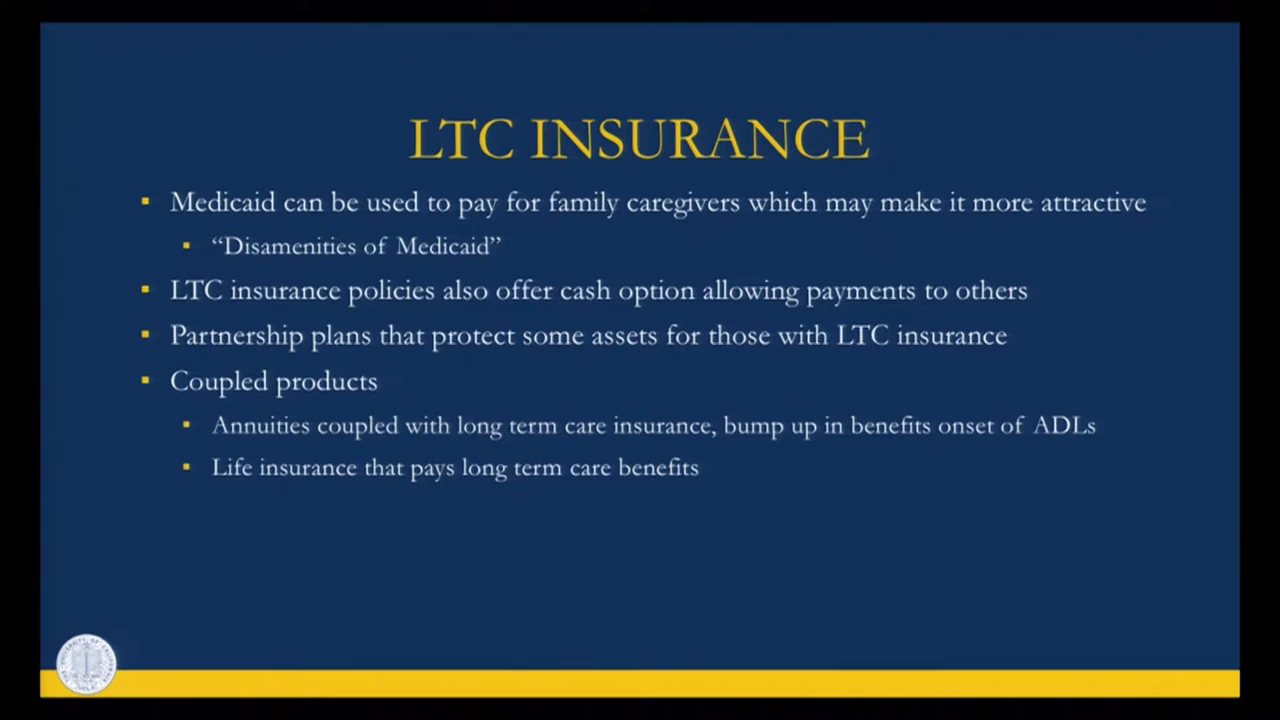 LTC INSURANCE
Medicaid can be used to pay for family caregivers which may make it more attractive
“Disamenities of Medicaid”
LTC insurance policies also offer cash option allowing payments to others
Partnership plans that protect some assets for those with LTC insurance
Coupled products
Annuities coupled with long term care insurance, bump up in benefits onset of ADLs
Life insurance that pays long term care benefits